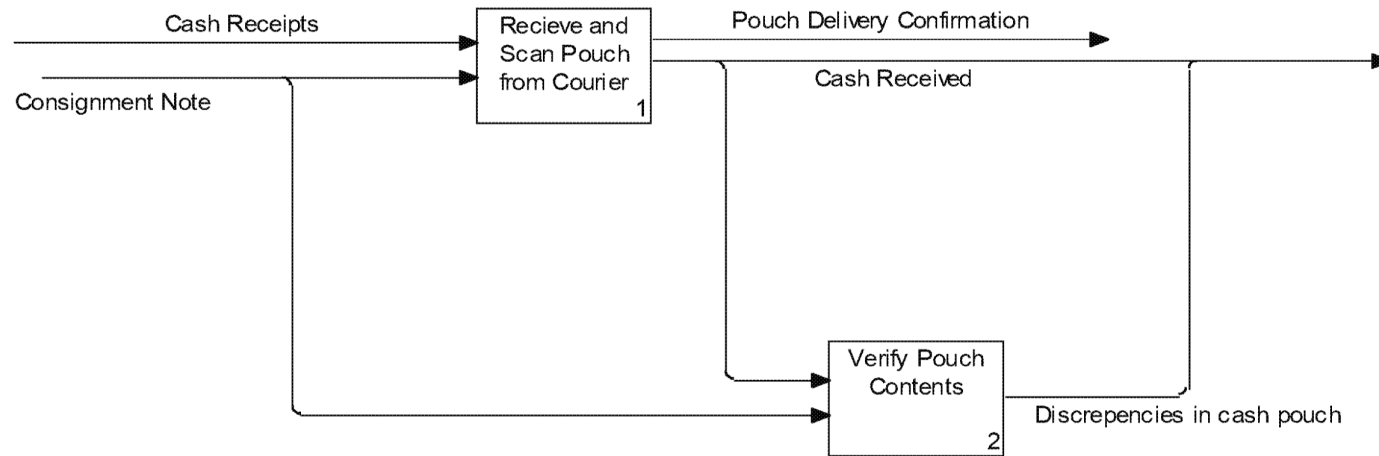 Cash Receipts
Recieve and
Scan Pouch
from Courier
1
Pouch Delivery Confirmation
Cash Received
Consignment Note
Verify Pouch
Contents
2
Discrepencies in cash pouch